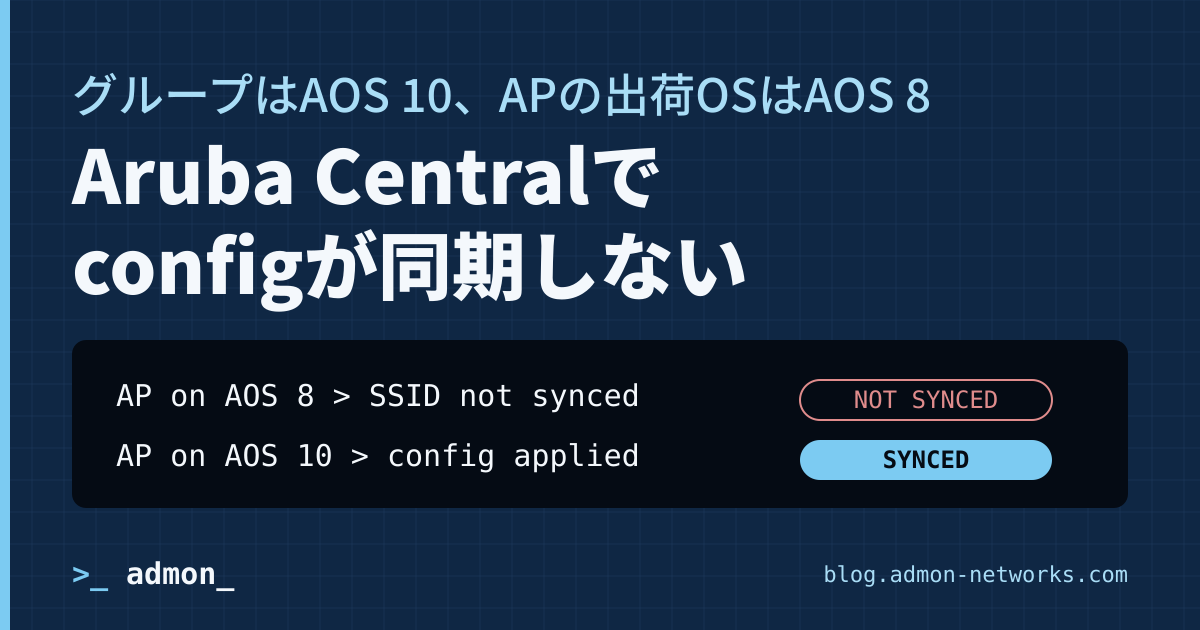 グループはAOS 10、APの出荷OSはAOS 8
Aruba Centralで
configが同期しない
AP on AOS 8 > SSID not synced
NOT SYNCED
AP on AOS 10 > config applied
SYNCED
>_ admon_
blog.admon-networks.com